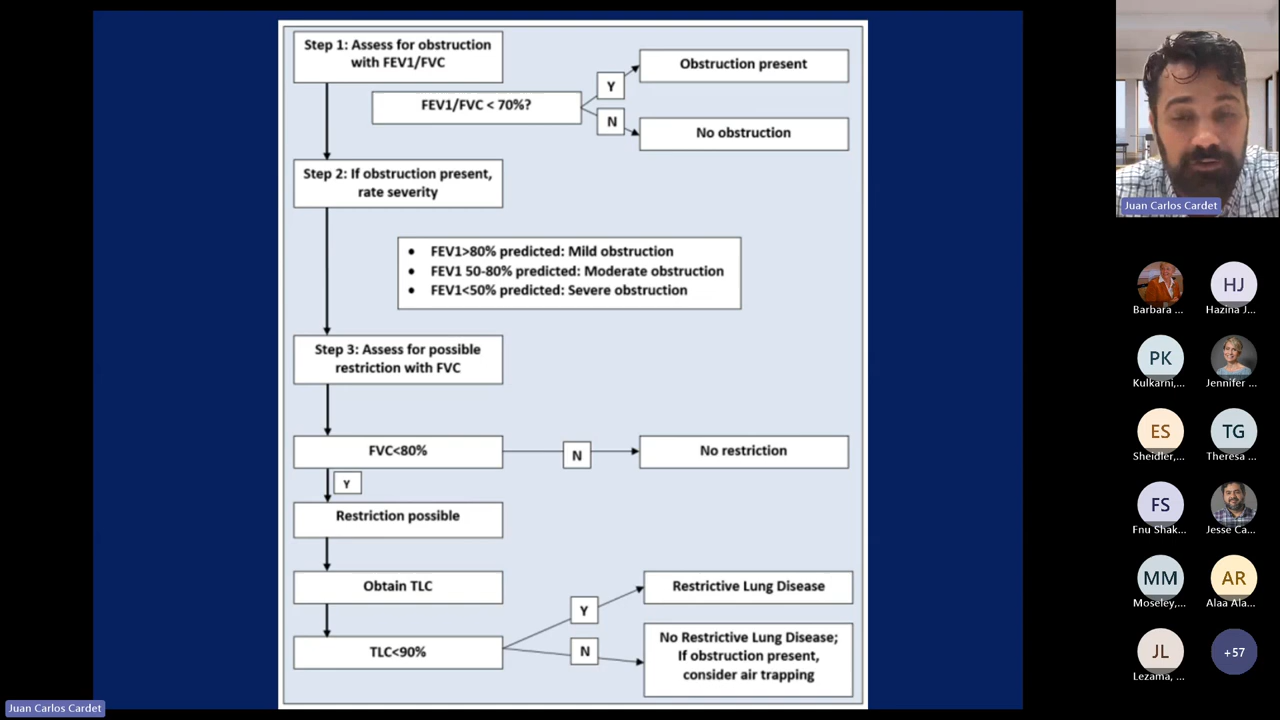 Step 1: Assess for obstruction
with FEV1/FVC
FEV1/FVC < 70%?
Y
Obstruction present
N
No obstruction
Step 2: If obstruction present,
rate severity
• FEV1>80% predicted: Mild obstruction
• FEV1 50-80% predicted: Moderate obstruction
• FEV1<50% predicted: Severe obstruction
Step 3: Assess for possible
restriction with FVC
FVC<80%
N
No restriction
Y
Restriction possible
Obtain TLC
TLC<90%
Y
Restrictive Lung Disease
N
No Restrictive Lung Disease;
If obstruction present,
consider air trapping
Juan Carlos Cardet
Barbara ...
HJ
Hazina J...
PK
Kulkarni,...
Jennifer ...
ES
Sheidler,...
TG
Theresa ...
FS
Fnu Shak...
Jesse Ca...
MM
Moseley,...
AR
Alaa Ala...
JL
Lezama, ...
+57
Juan Carlos Cardet